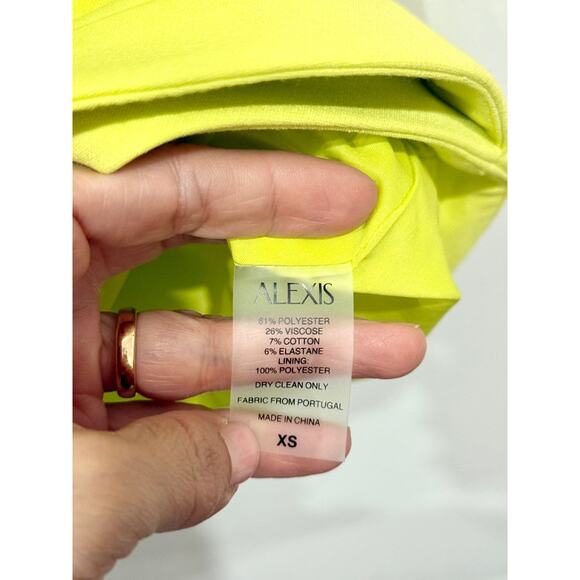 ALEXIS
61% POLYESTER
26% VISCOSE
7% COTTON
6% ELASTANE
LINING:
100% POLYESTER
DRY CLEAN ONLY
FABRIC FROM PORTUGAL
MADE IN CHINA
XS